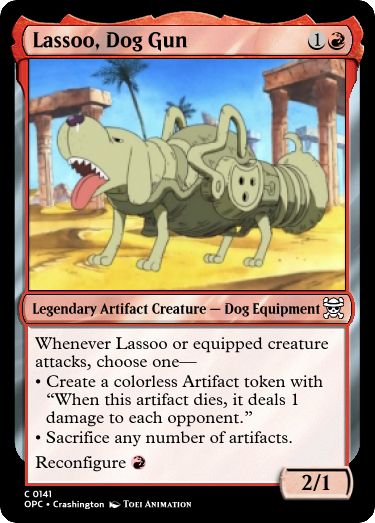 Lassoo, Dog Gun 1
Legendary Artifact Creature — Dog Equipment
Whenever Lassoo or equipped creature
attacks, choose one—
• Create a colorless Artifact token with
“When this artifact dies, it deals 1
damage to each opponent.”
• Sacrifice any number of artifacts.
Reconfigure
2/1
C 0141
OPC • Crashington Toei Animation